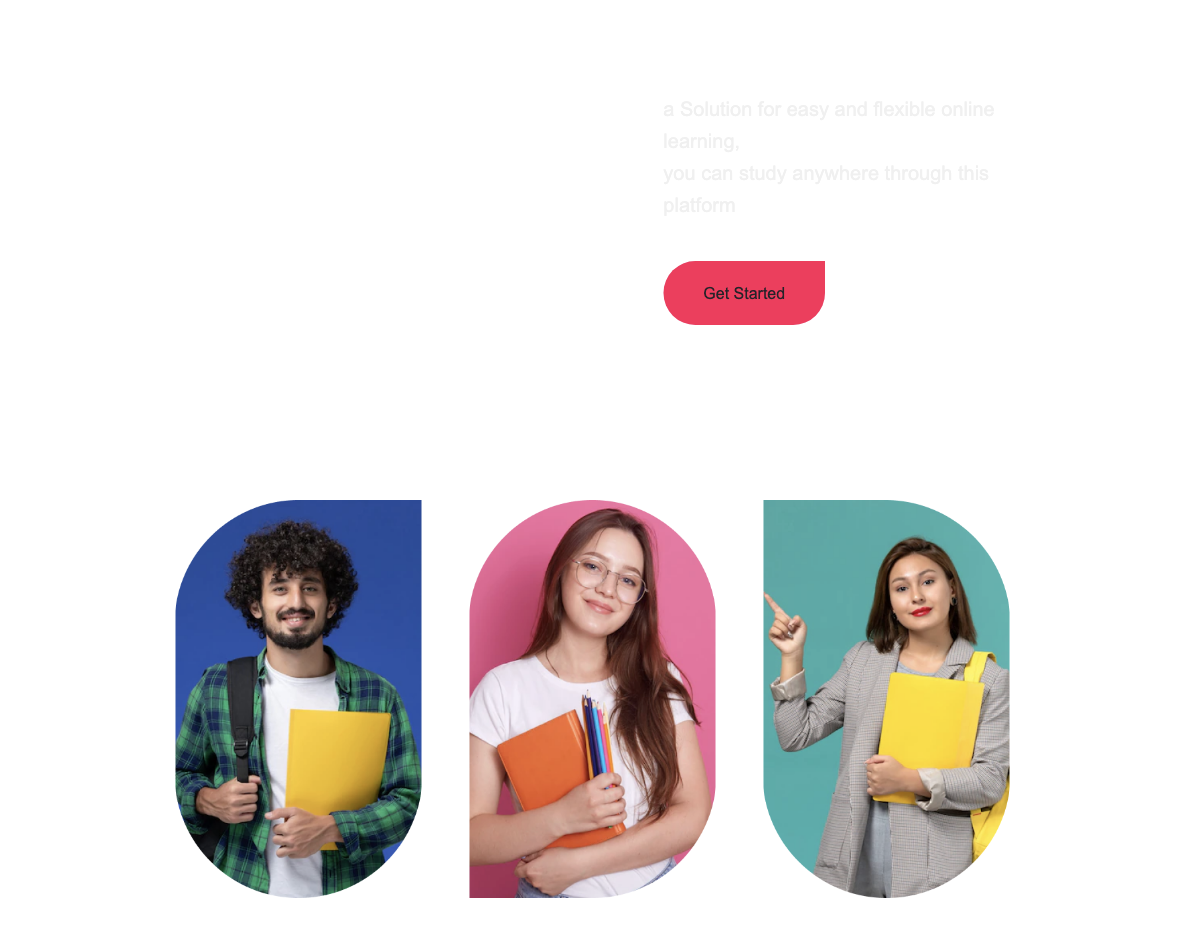 a Solution for easy and flexible online
learning,
you can study anywhere through this
platform
Get Started